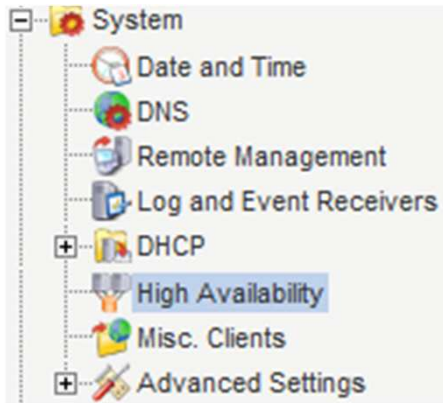 System
Date and Time
DNS
Remote Management
Log and Event Receivers
DHCP
High Availability
Misc. Clients
Advanced Settings